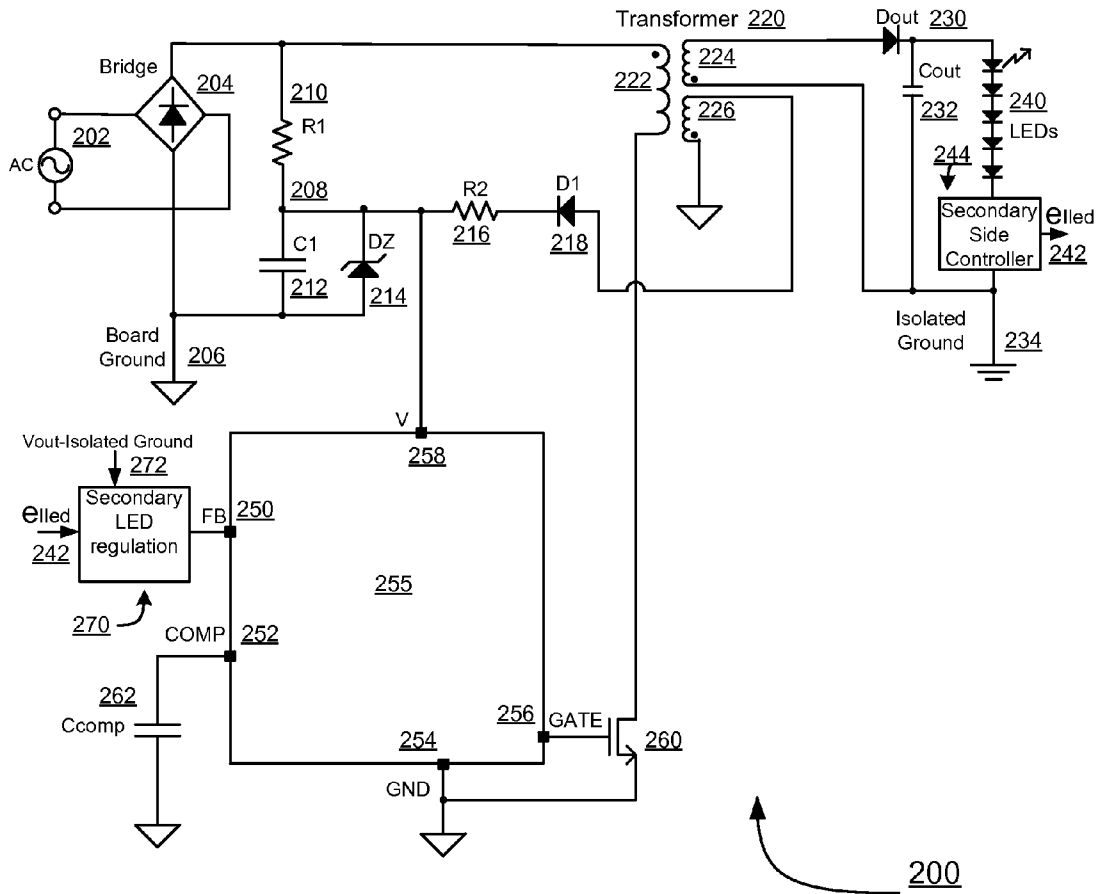 Transformer 220
Dout 230
Bridge
204
210
R1
222
224
226
Cout
232
240
LEDs
202
AC
208
R2
216
D1
218
244
Secondary
Side
Controller
eIled
242
C1
212
DZ
214
Board
Ground
206
Isolated
Ground
234
V
258
Vout-Isolated Ground
272
Secondary
LED
regulation
eIled
242
FB
250
255
270
COMP
252
262
Ccomp
256
GATE
260
254
GND
200